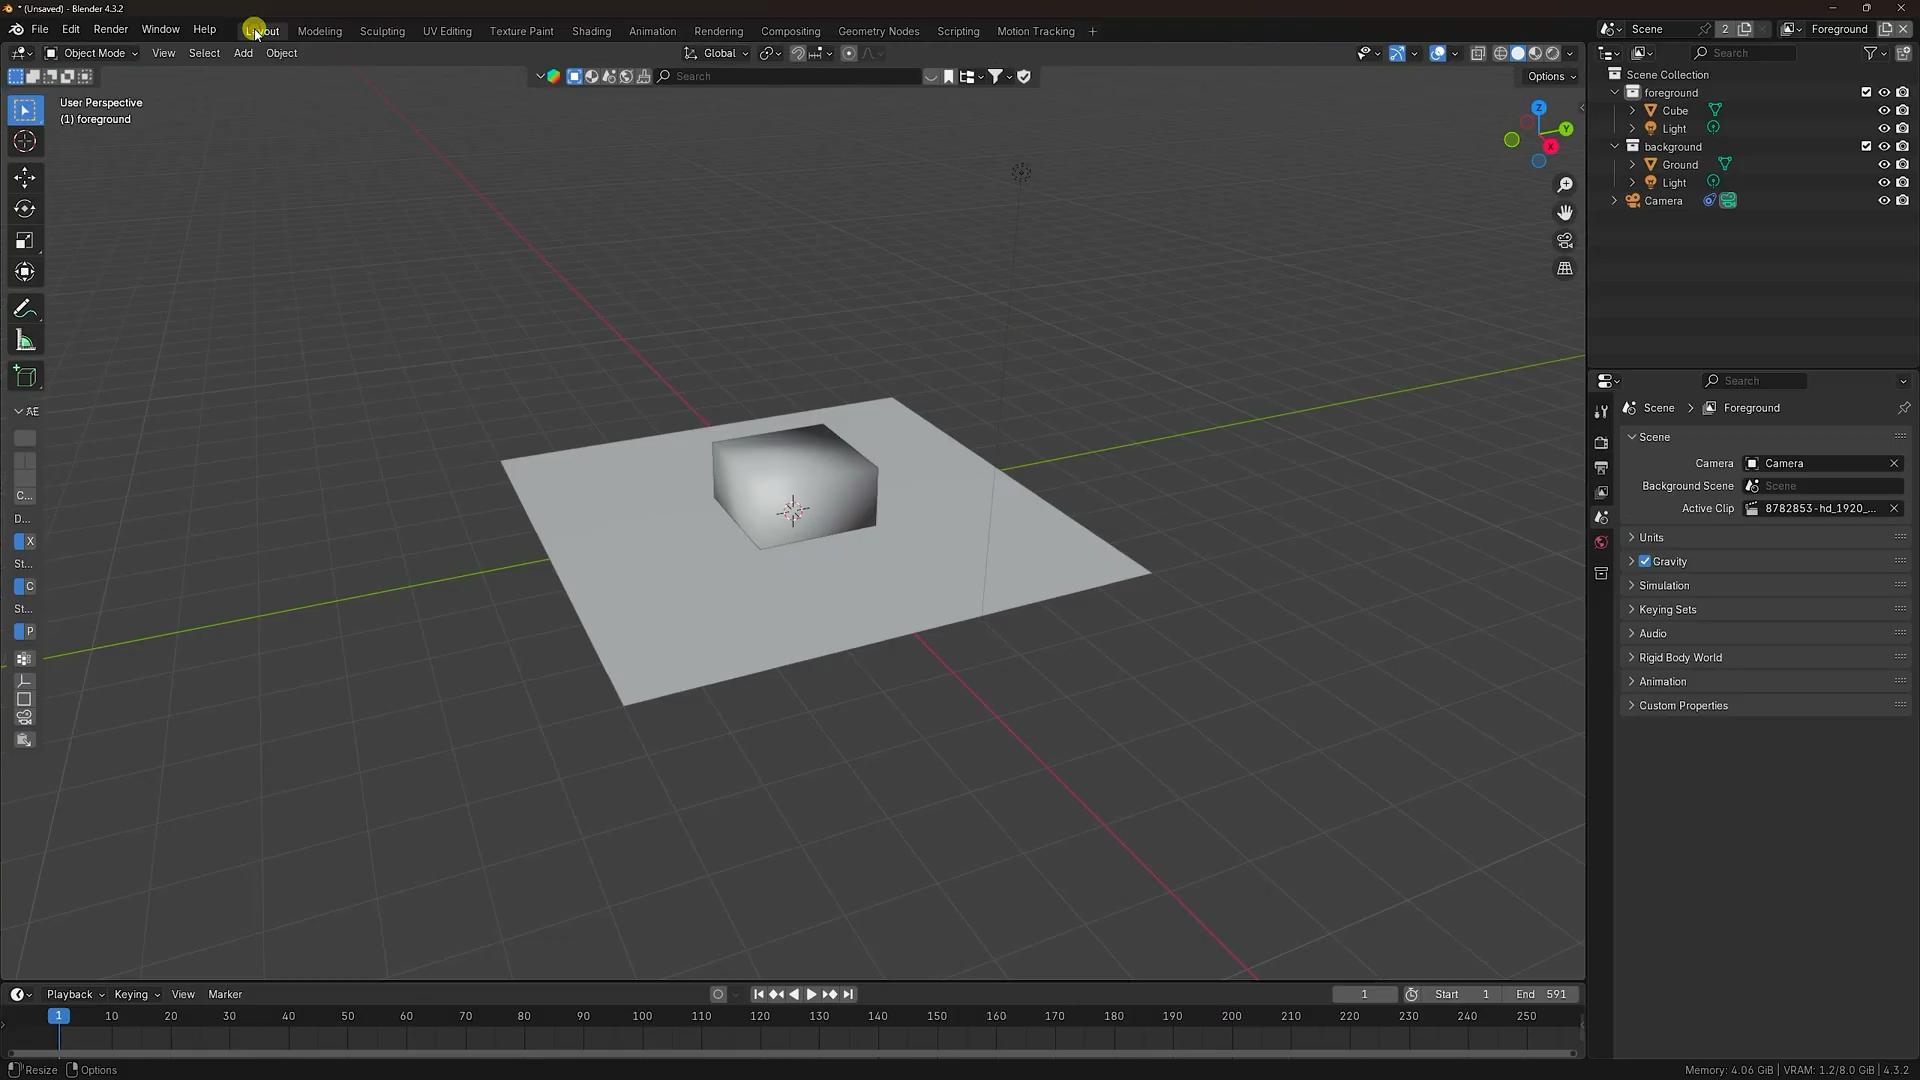 * (Unsaved) - Blender 4.3.2
File Edit Render Window Help Layout Modeling Sculpting UV Editing Texture Paint Shading Animation Rendering Compositing Geometry Nodes Scripting Motion Tracking + Scene 2 Foreground
Object Mode View Select Add Object Global Search
Search Options
User Perspective
(1) foreground
Z
Y
X
Scene Collection
foreground
Cube
Light
background
Ground
Light
Camera
Search
Scene > Foreground
Scene
Camera Camera
Background Scene Scene
Active Clip 8782853-hd_1920_...
Units
Gravity
Simulation
Keying Sets
Audio
Rigid Body World
Animation
Custom Properties
AE
C...
D...
X
St...
C
St...
P
Playback Keying View Marker 1 Start 1 End 591
1 10 20 30 40 50 60 70 80 90 100 110 120 130 140 150 160 170 180 190 200 210 220 230 240 250
Resize Options Memory: 4.06 GiB | VRAM: 1.2/8.0 GiB | 4.3.2